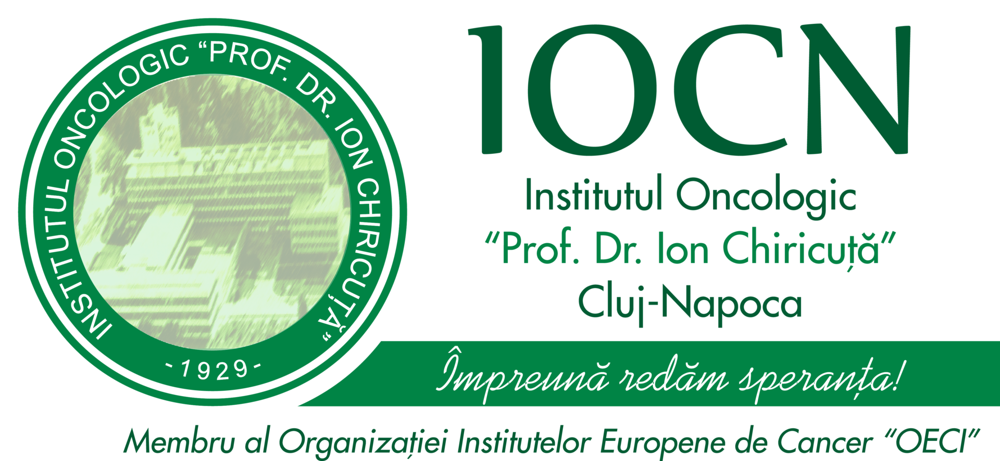 INSTITUTUL ONCOLOGIC “PROF. DR. ION CHIRICUȚĂ”
- 1929 -
IOCN
Institutul Oncologic
“Prof. Dr. Ion Chiricuță”
Cluj-Napoca
Împreună redăm speranța!
Membru al Organizației Institutelor Europene de Cancer “OECI”